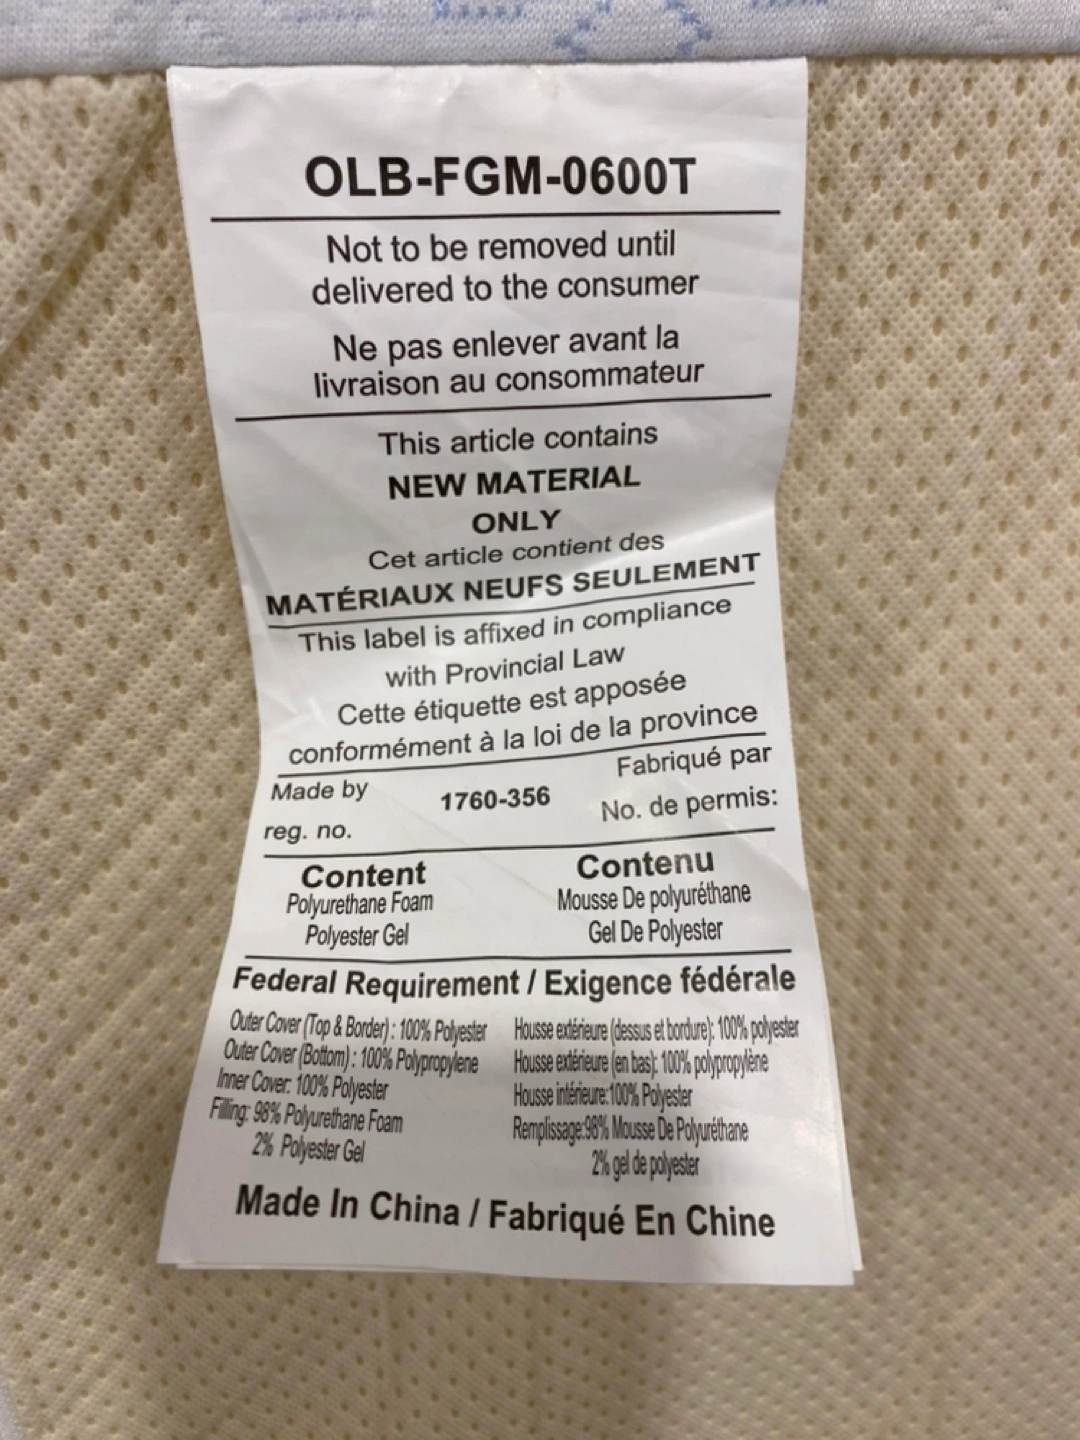 OLB-FGM-0600T
Not to be removed until
delivered to the consumer
Ne pas enlever avant la
livraison au consommateur
This article contains
NEW MATERIAL
ONLY
Cet article contient des
MATÉRIAUX NEUFS SEULEMENT
This label is affixed in compliance
with Provincial Law
Cette étiquette est apposée
conformément à la loi de la province
Made by
reg. no.
1760-356
Fabriqué par
No. de permis:
Content
Polyurethane Foam
Polyester Gel
Contenu
Mousse De polyuréthane
Gel De Polyester
Federal Requirement / Exigence fédérale
Outer Cover (Top & Border) : 100% Polyester
Outer Cover (Bottom) : 100% Polypropylene
Inner Cover: 100% Polyester
Filling: 98% Polyurethane Foam
2% Polyester Gel
Housse extérieure (dessus et bordure): 100% polyester
Housse extérieure (en bas): 100% polypropylène
Housse intérieure:100% Polyester
Remplissage:98% Mousse De Polyuréthane
2% gel de polyester
Made In China / Fabriqué En Chine